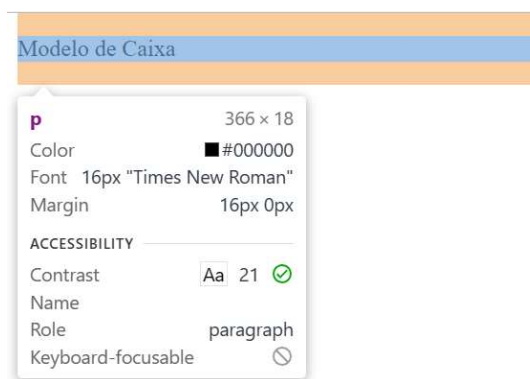 Modelo de Caixa
p 366 × 18
Color #000000
Font 16px "Times New Roman"
Margin 16px 0px
ACCESSIBILITY
Contrast Aa 21
Name
Role paragraph
Keyboard-focusable